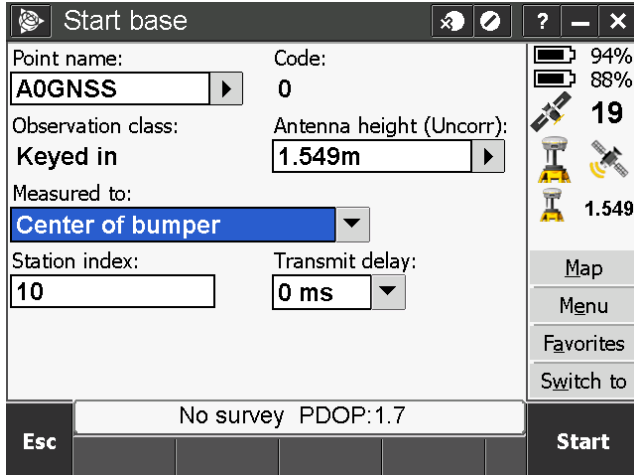 Start base
? – ×
Point name:
Code:
94%
A0GNSS
0
88%
19
Observation class:
Antenna height (Uncorr):
Keyed in
1.549m
Measured to:
Center of bumper
1.549
Station index:
Transmit delay:
Map
10
0 ms
Menu
Favorites
Switch to
No survey PDOP:1.7
Esc
Start